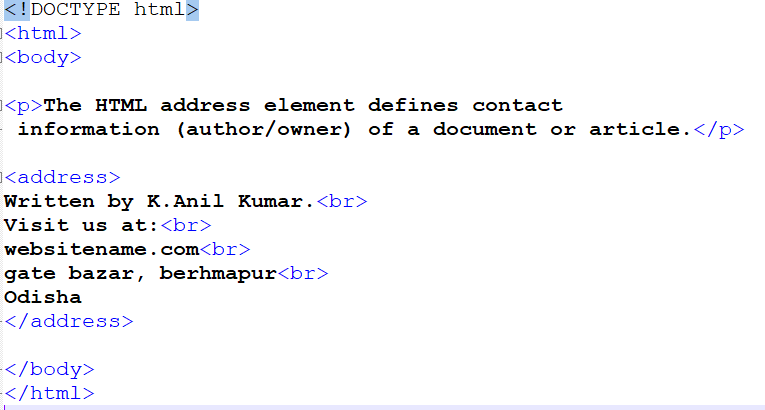 <!DOCTYPE html>
<html>
<body>
<p>The HTML address element defines contact
information (author/owner) of a document or article.</p>
<address>
Written by K.Anil Kumar.<br>
Visit us at:<br>
websitename.com<br>
gate bazar, berhmapur<br>
Odisha
</address>
</body>
</html>